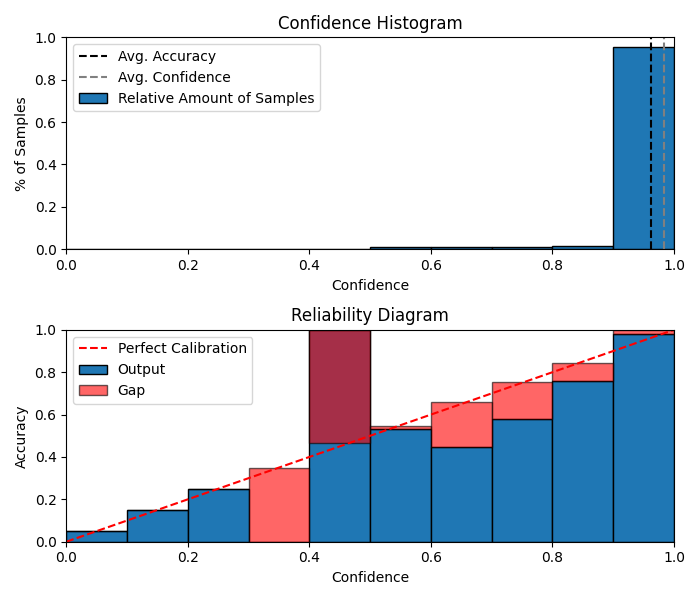 Confidence Histogram
1.0
0.8
0.6
0.4
0.2
0.0
% of Samples
Avg. Accuracy
Avg. Confidence
Relative Amount of Samples
0.0 0.2 0.4 0.6 0.8 1.0
Confidence
Reliability Diagram
1.0
0.8
0.6
0.4
0.2
0.0
Accuracy
Perfect Calibration
Output
Gap
0.0 0.2 0.4 0.6 0.8 1.0
Confidence